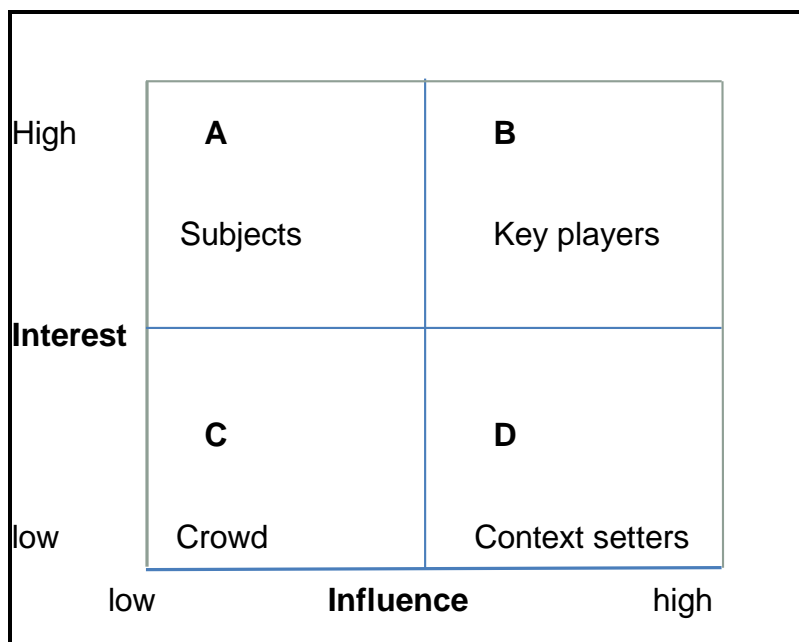 High A B
Subjects Key players
Interest
C D
low Crowd Context setters
low Influence high